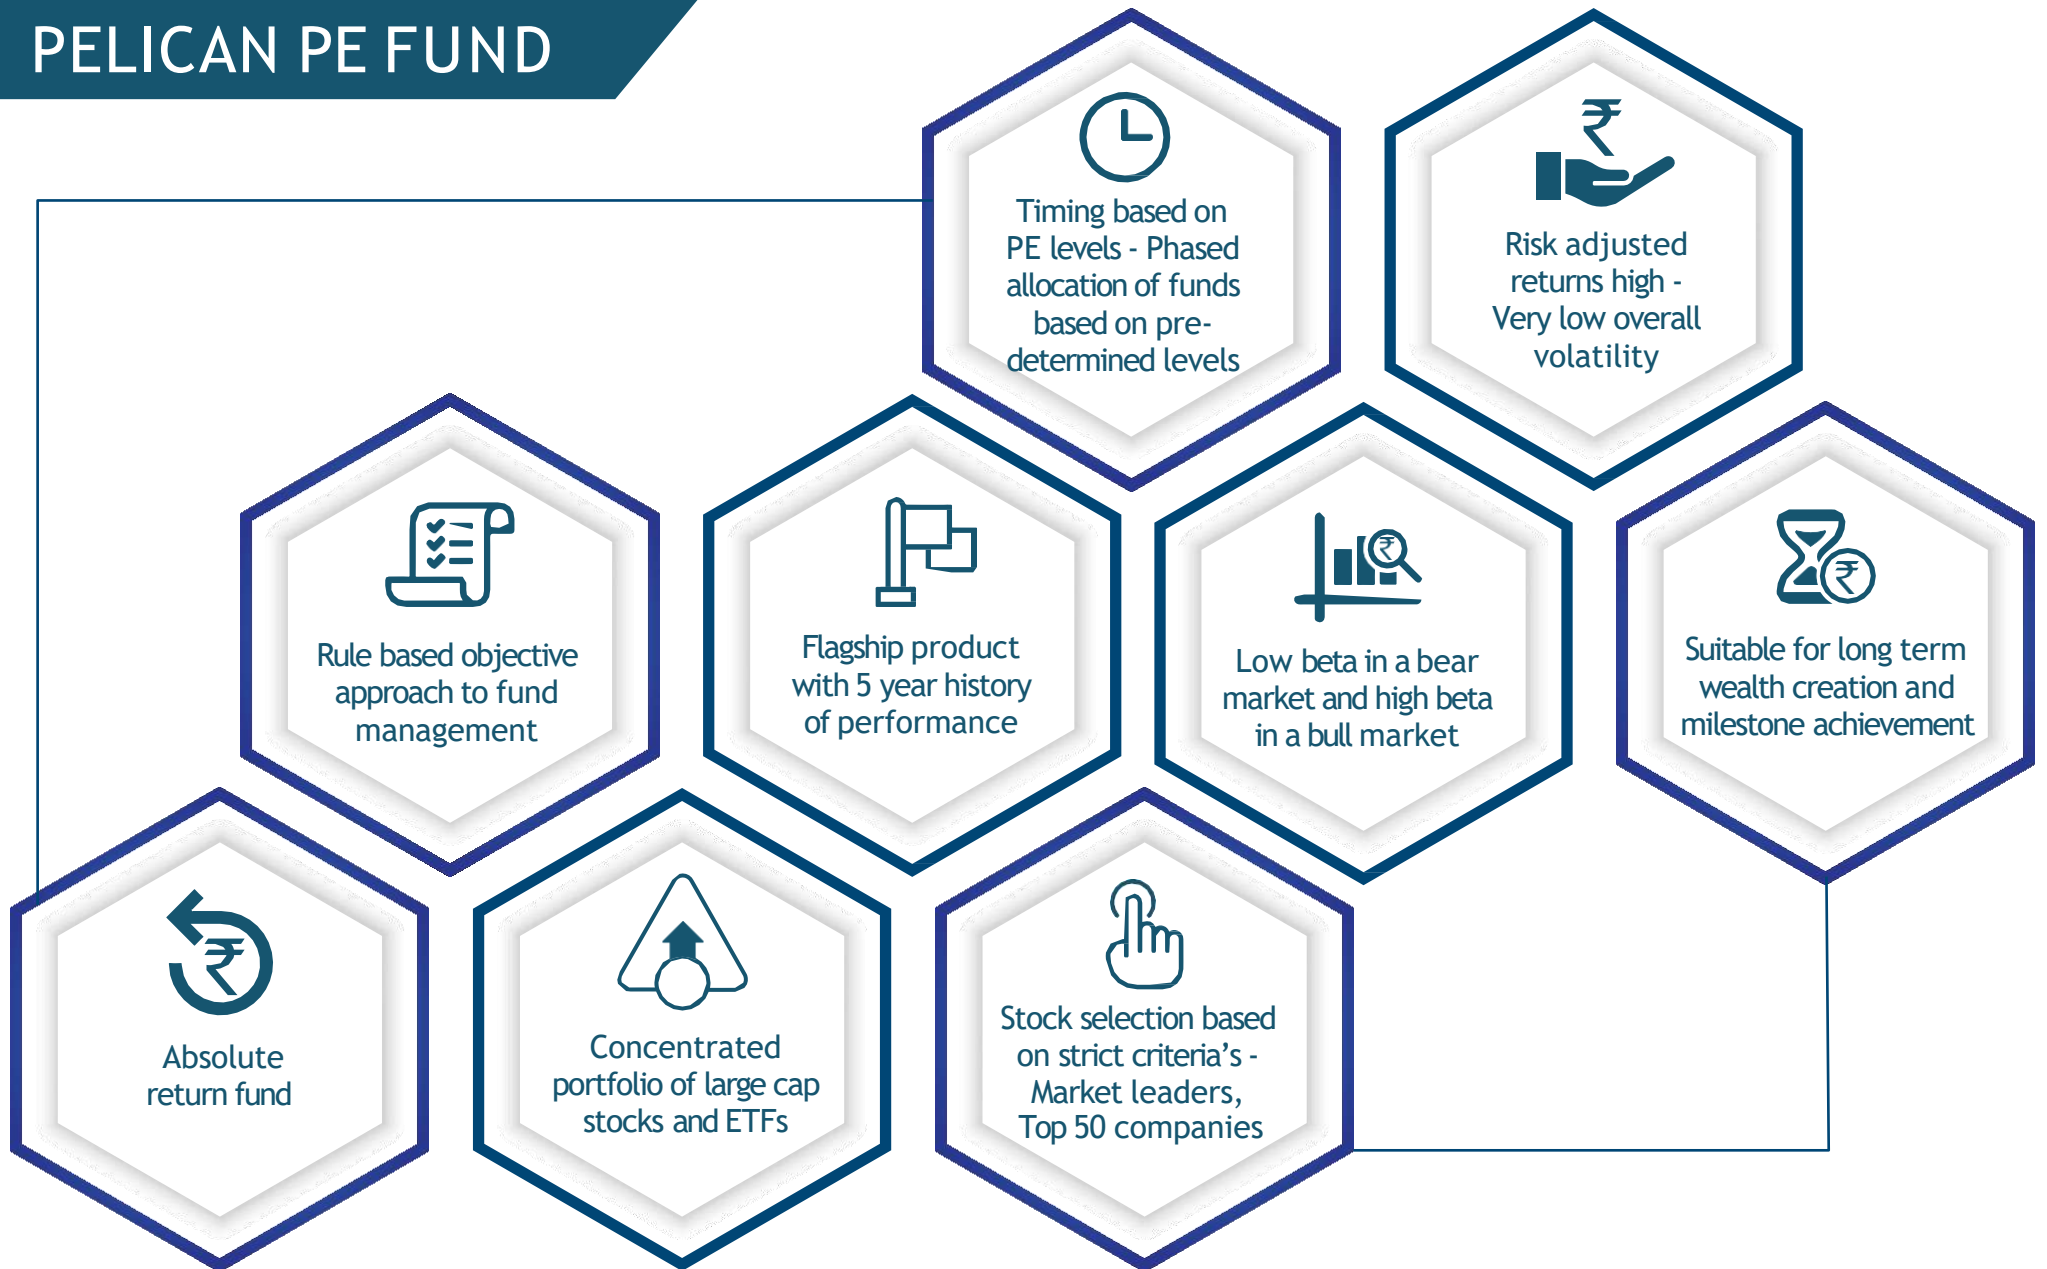 PELICAN PE FUND
Timing based on
PE levels - Phased
allocation of funds
based on pre-
determined levels
Risk adjusted
returns high -
Very low overall
volatility
Rule based objective
approach to fund
management
Flagship product
with 5 year history
of performance
Low beta in a bear
market and high beta
in a bull market
Suitable for long term
wealth creation and
milestone achievement
Absolute
return fund
Concentrated
portfolio of large cap
stocks and ETFs
Stock selection based
on strict criteria’s -
Market leaders,
Top 50 companies